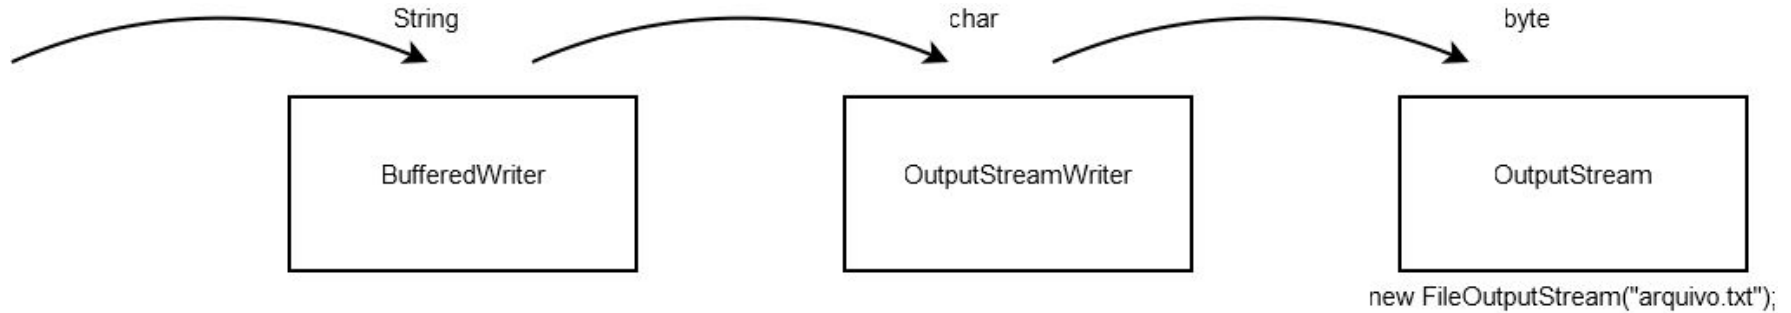 String
char
byte
BufferedWriter
OutputStreamWriter
OutputStream
new FileOutputStream("arquivo.txt");